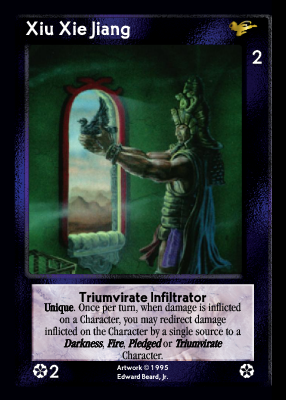 Xiu Xie Jiang
2
Triumvirate Infiltrator
Unique. Once per turn, when damage is inflicted
on a Character, you may redirect damage
inflicted on the Character by a single source to a
Darkness, Fire, Pledged or Triumvirate
Character.
2
Artwork © 1995
Edward Beard, Jr.